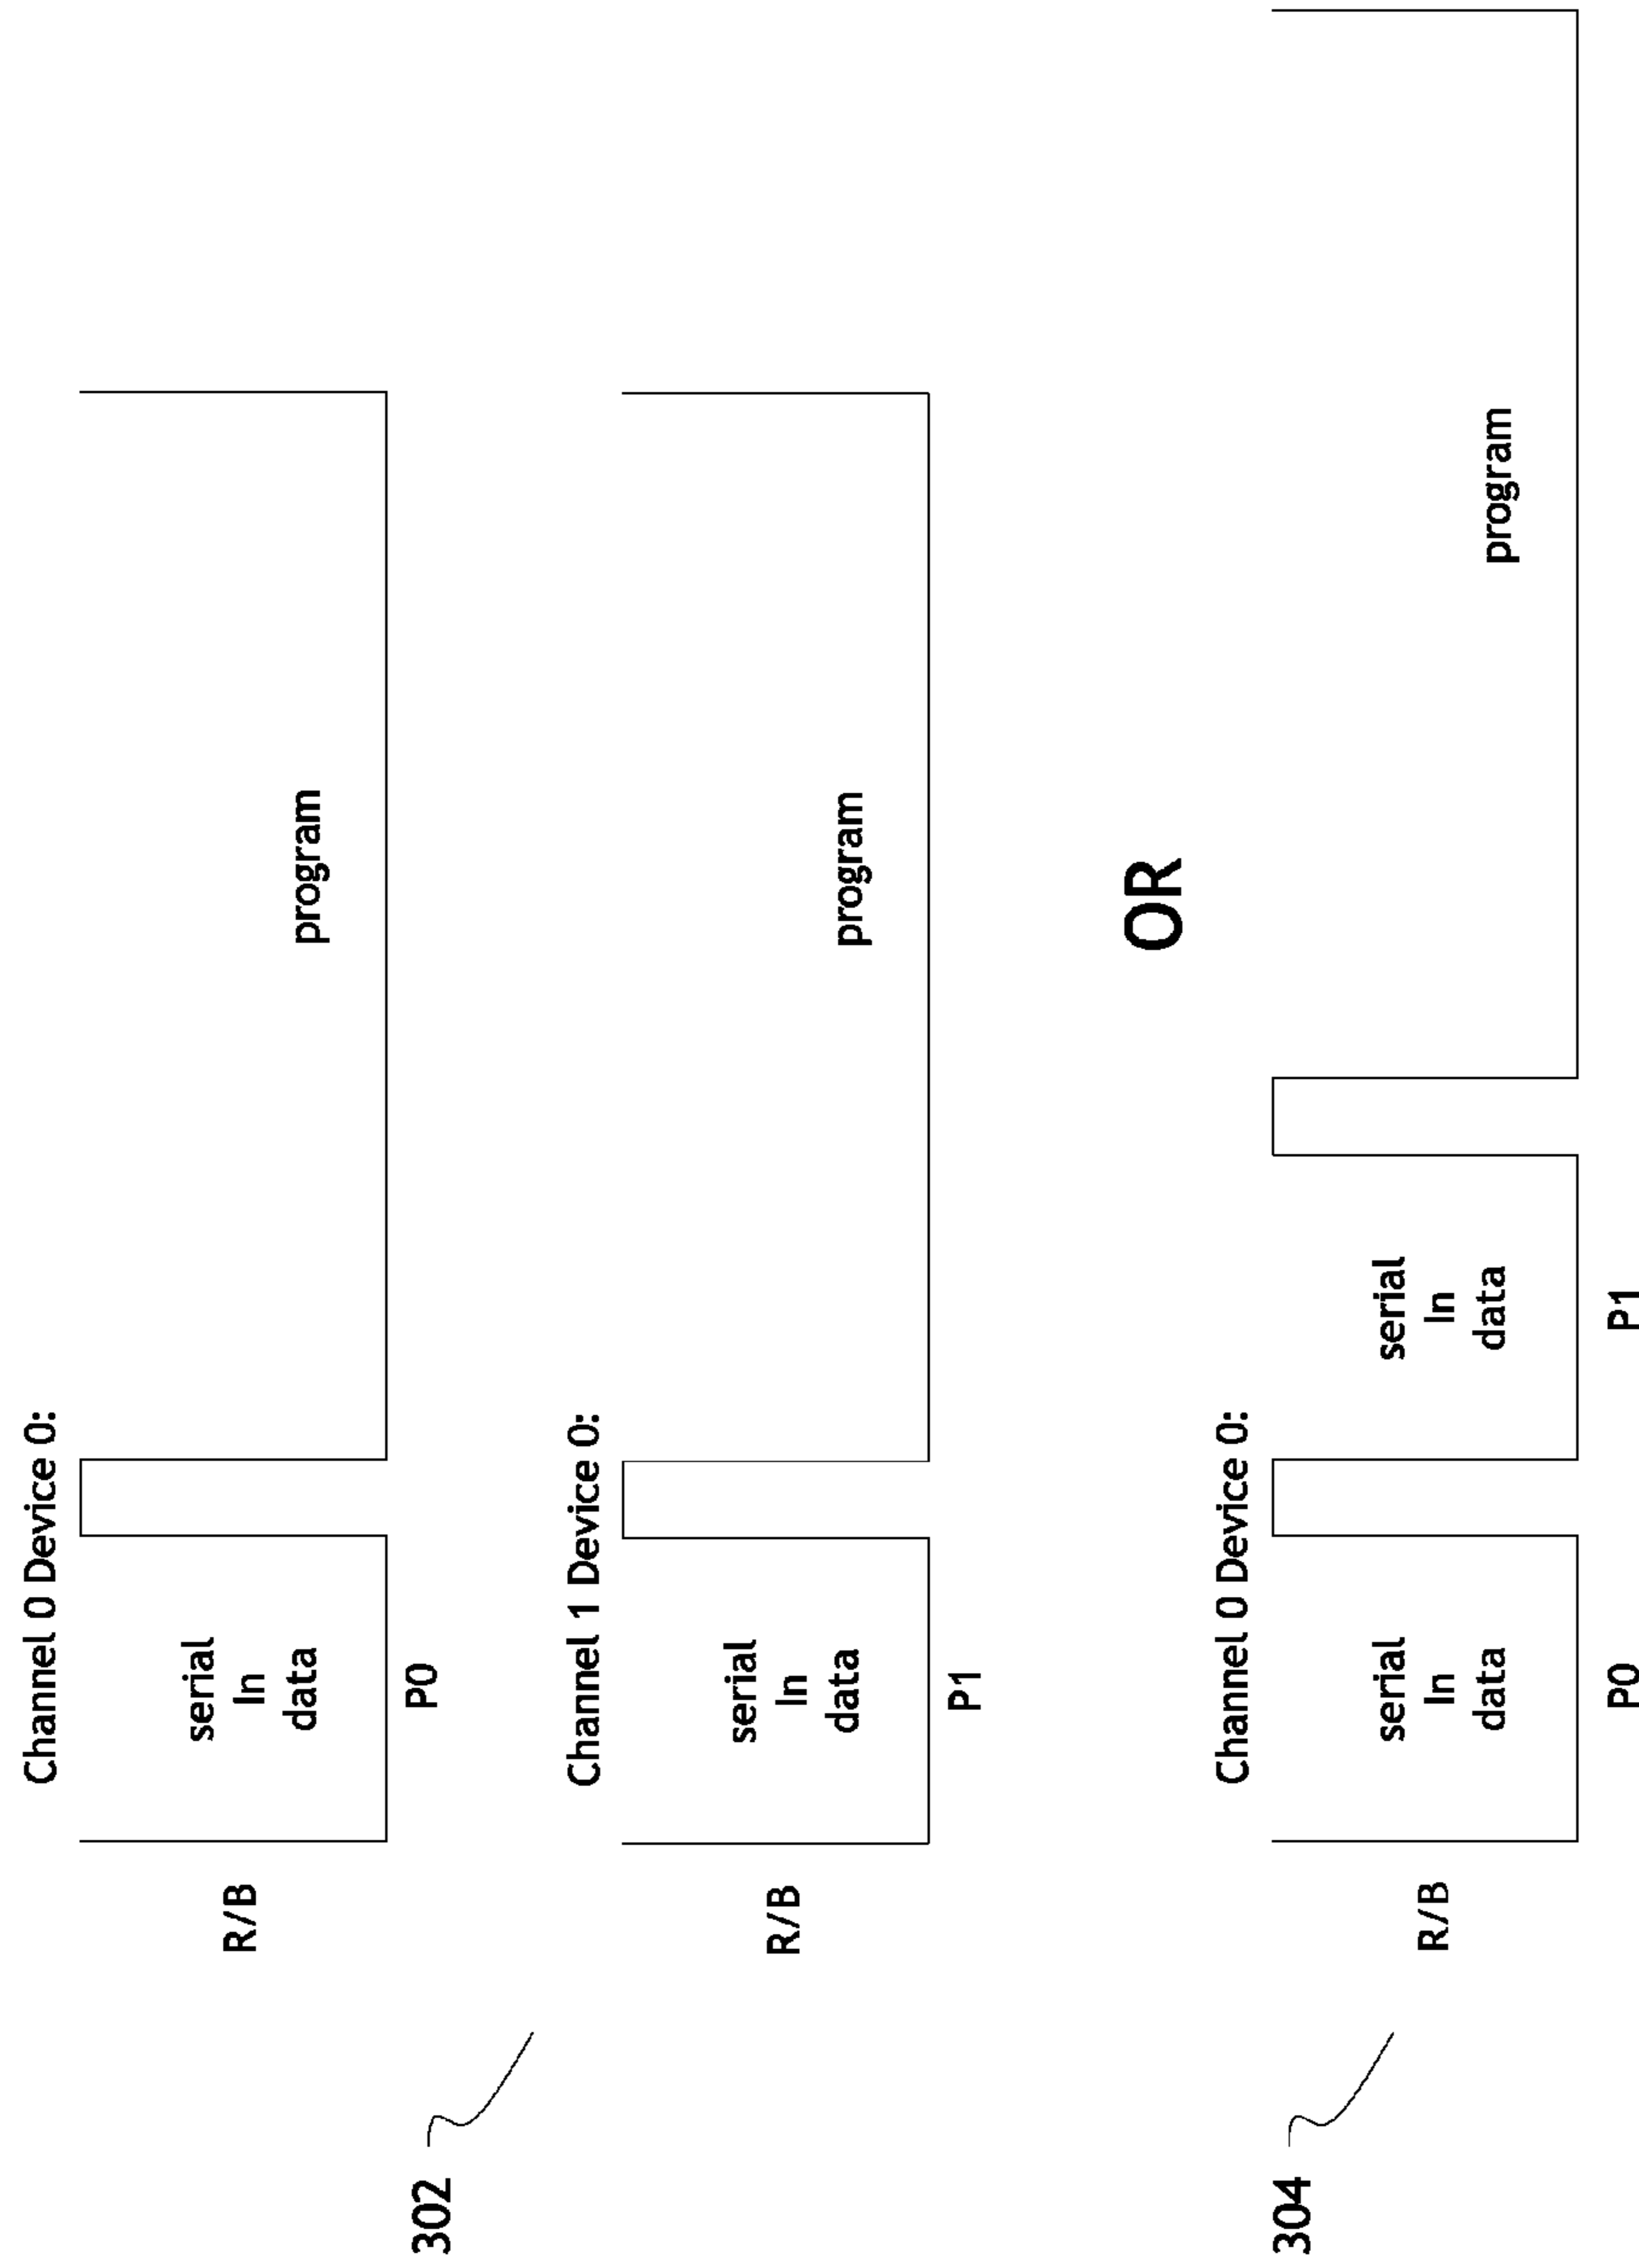 Channel 0 Device 0:
R/B
serial
In
data
program
P0
302
Channel 1 Device 0:
R/B
serial
In
data
program
P1
OR
304
Channel 0 Device 0:
R/B
serial
In
data
serial
In
data
program
P0
P1